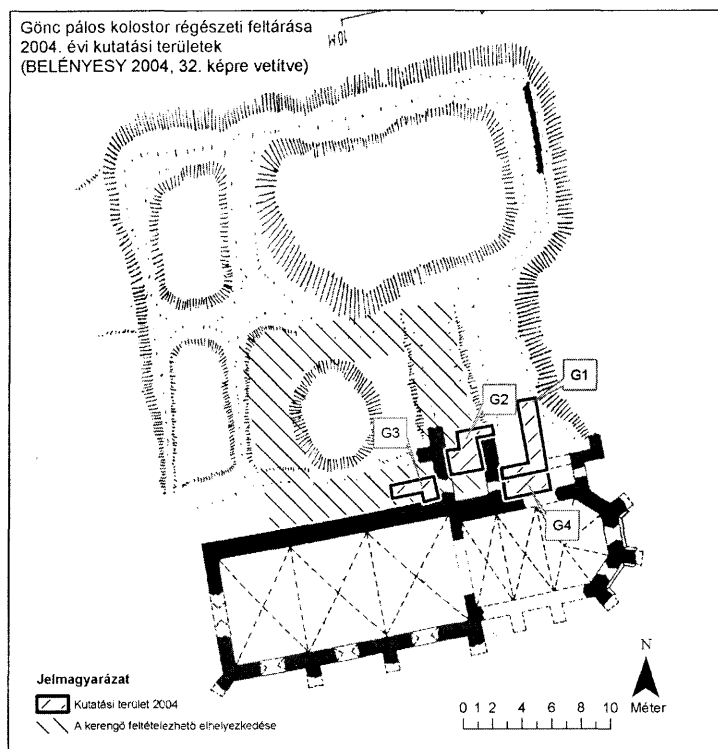 Gönc pálos kolostor régészeti feltárása
2004. évi kutatási területek
(BELÉNYESY 2004, 32. képre vetítve)
10 M
G1
G2
G3
G4
Jelmagyarázat
Kutatási terület 2004
A kerengő feltételezhető elhelyezkedése
N
0 1 2 4 6 8 10
Méter